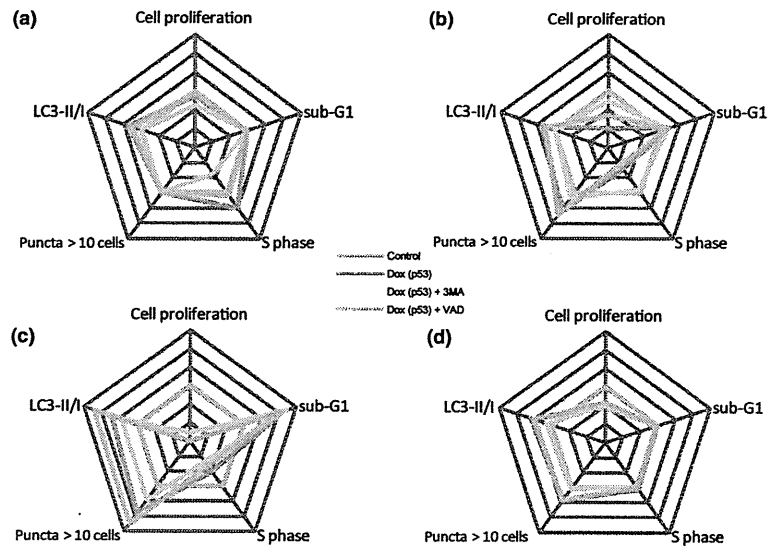 (a)
Cell proliferation
LC3-II/I
sub-G1
Puncta > 10 cells
S phase
(b)
Cell proliferation
LC3-II/I
sub-G1
Puncta > 10 cells
S phase
Control
Dox (p53)
Dox (p53) + 3MA
Dox (p53) + VAD
(c)
Cell proliferation
LC3-II/I
sub-G1
Puncta > 10 cells
S phase
(d)
Cell proliferation
LC3-II/I
sub-G1
Puncta > 10 cells
S phase